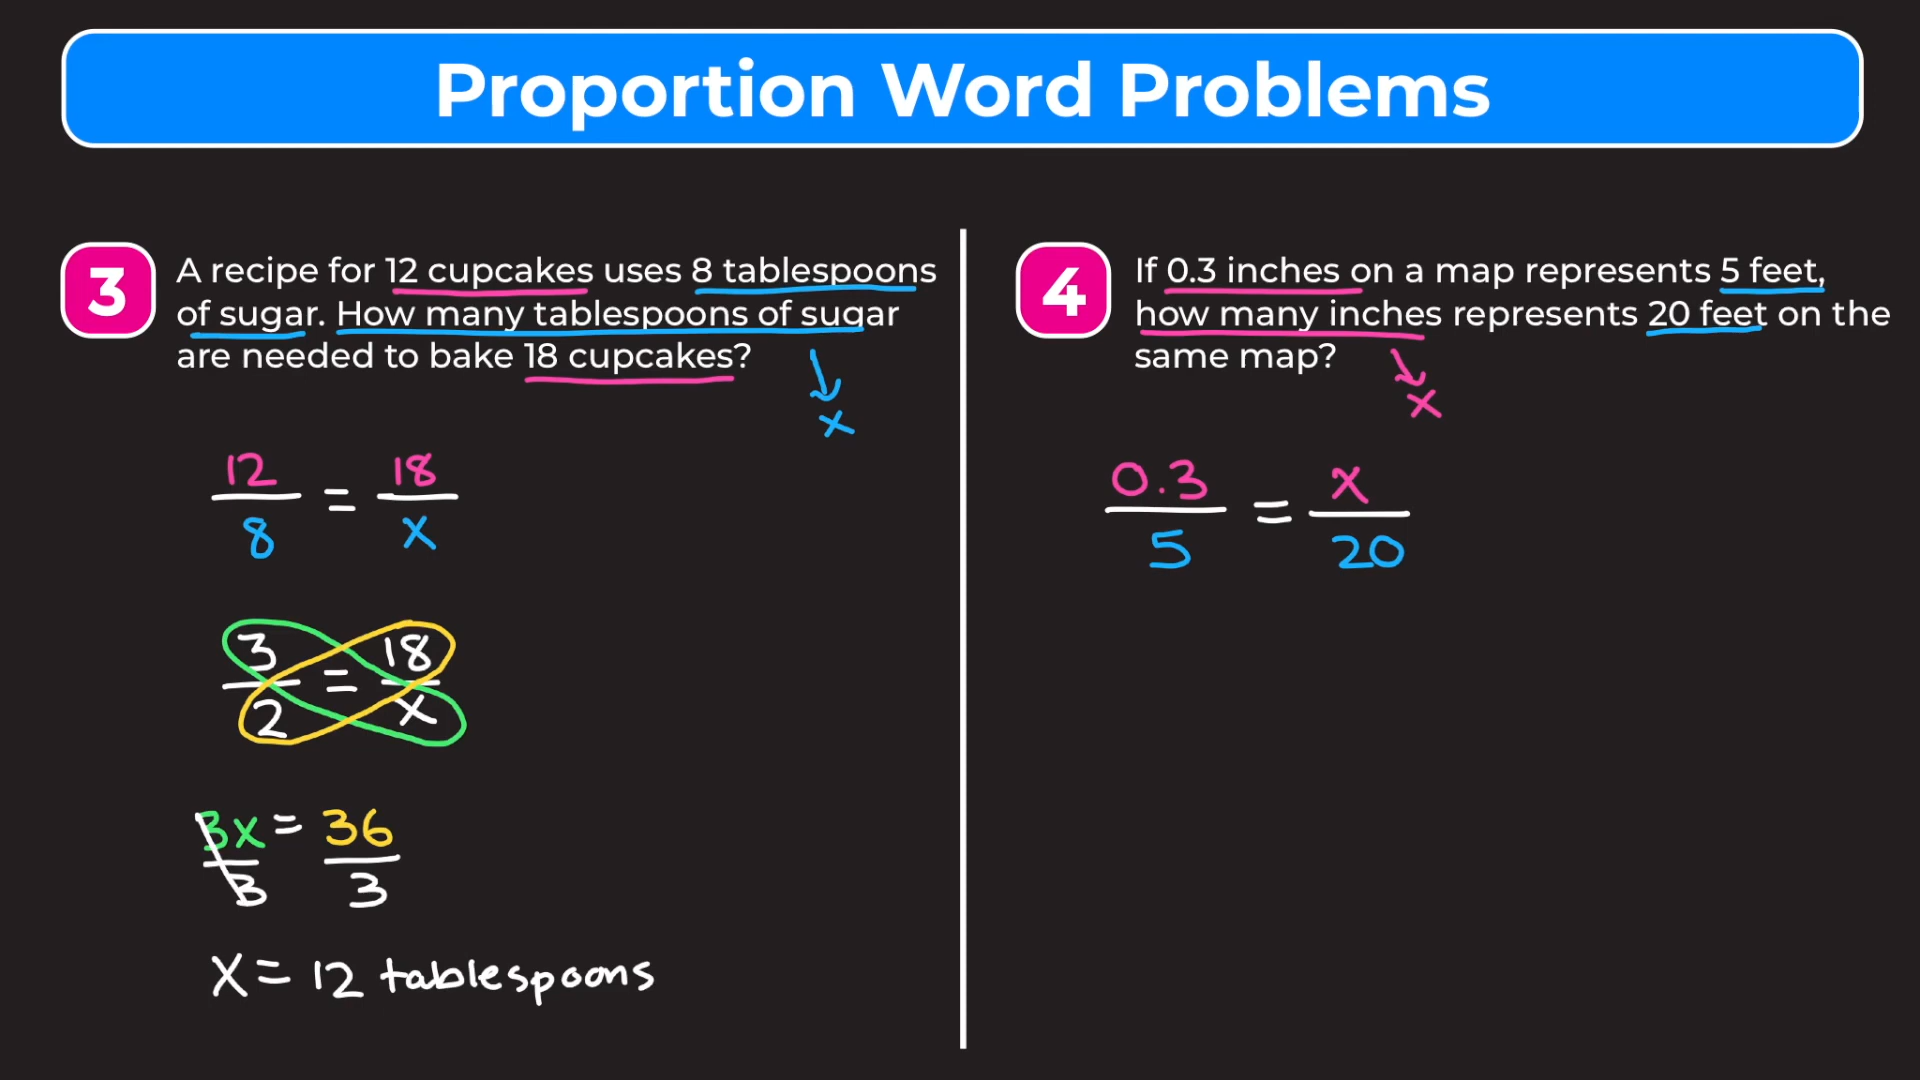 Proportion Word Problems
3
A recipe for 12 cupcakes uses 8 tablespoons
of sugar. How many tablespoons of sugar
are needed to bake 18 cupcakes?
x
12/8 = 18/x
3/2 = 18/x
3x/3 = 36/3
x = 12 tablespoons
4
If 0.3 inches on a map represents 5 feet,
how many inches represents 20 feet on the
same map?
x
0.3/5 = x/20